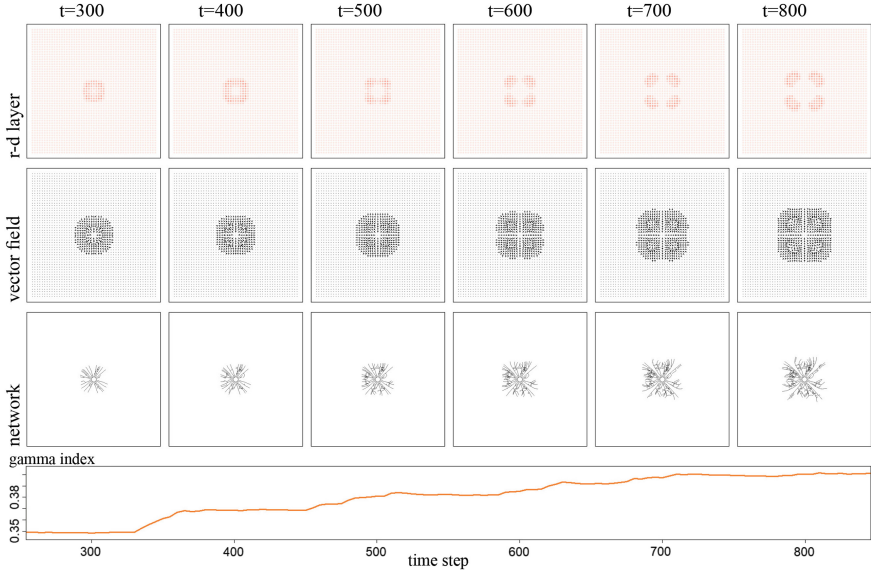 t=300 t=400 t=500 t=600 t=700 t=800
r-d layer
vector field
network
gamma index
0.38
0.35
300 400 500 600 700 800
time step